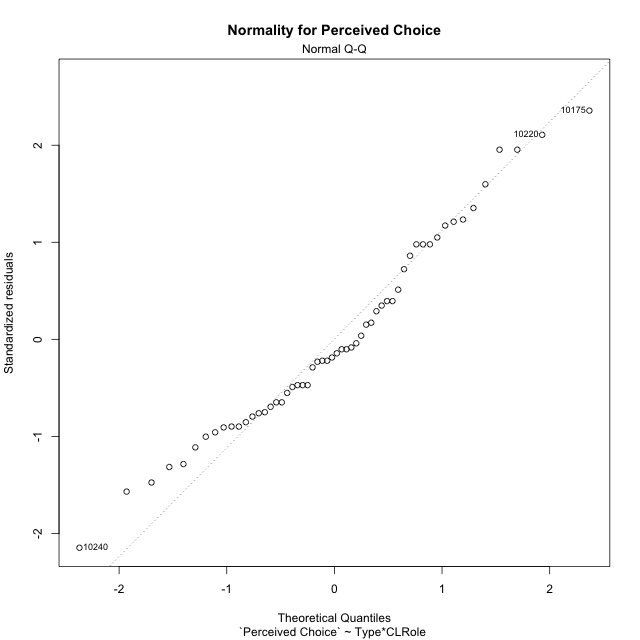 Normality for Perceived Choice
Normal Q-Q
10175
10220
10240
2
1
0
-1
-2
Standardized residuals
-2 -1 0 1 2
Theoretical Quantiles
`Perceived Choice` ~ Type*CLRole